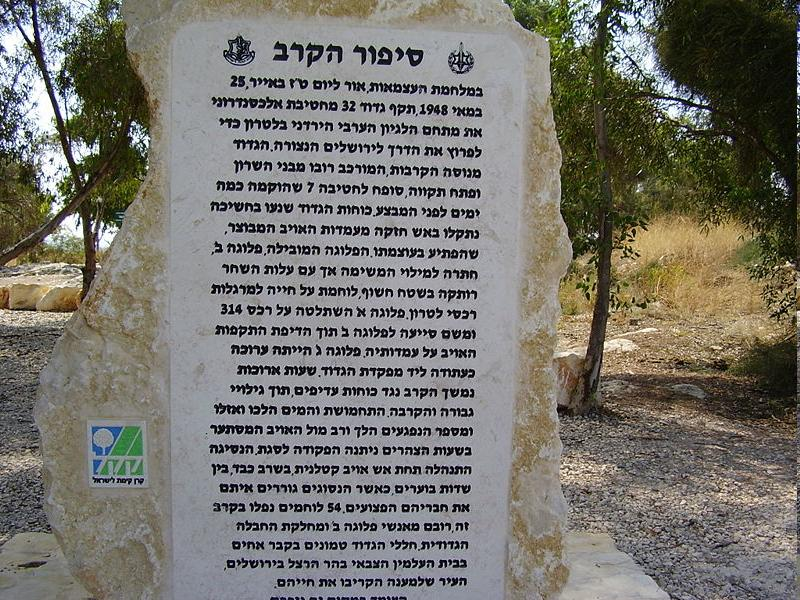 סיפור הקרב
במלחמת העצמאות, אור ליום ט"ז באייר, 25
במאי 1948, תקף גדוד 32 מחטיבת אלכסנדרוני
את מתחם הלגיון הערבי הירדני בלטרון כדי
לפרוץ את הדרך לירושלים הנצורה. הגדוד
מנוסה הקרבות, המורכב רובו מבני השרון
ופתח תקווה, סופח לחטיבה 7 שהוקמה כמה
ימים לפני המבצע. כוחות הגדוד שנעו בחשיכה
נתקלו באש חזקה מעמדות האויב המבוצר,
שהפתיע בעוצמתו. הפלוגה המובילה, פלוגה ב',
חתרה למילוי המשימה אך עם עלות השחר
רותקה בשטח חשוף, לוחמת על חייה למרגלות
רכסי לטרון. פלוגה א' השתלטה על רכס 314
ומשם סייעה לפלוגה ב' תוך הדיפת התקפות
האויב על עמדותיה. פלוגה ג' הייתה ערוכה
כעתודה ליד מפקדת הגדוד. שעות ארוכות
נמשך הקרב נגד כוחות עדיפים, תוך גילויי
גבורה והקרבה. התחמושת והמים הלכו ואזלו
ומספר הנפגעים הלך ורב מול האויב המסתער
בשעות הצהרים ניתנה הפקודה לסגת. הנסיגה
התנהלה תחת אש אויב קטלנית, בשרב כבד, בין
שדות בוערים, כאשר הנסוגים גוררים איתם
את חבריהם הפצועים. 54 לוחמים נפלו בקרב
זה, רובם מאנשי פלוגה ב' ומחלקת החבלה
הגדודית. חללי הגדוד טמונים בקבר אחים
בבית העלמין הצבאי בהר הרצל בירושלים,
העיר שלמענה הקריבו את חייהם.
קקל
קרן קימת לישראל